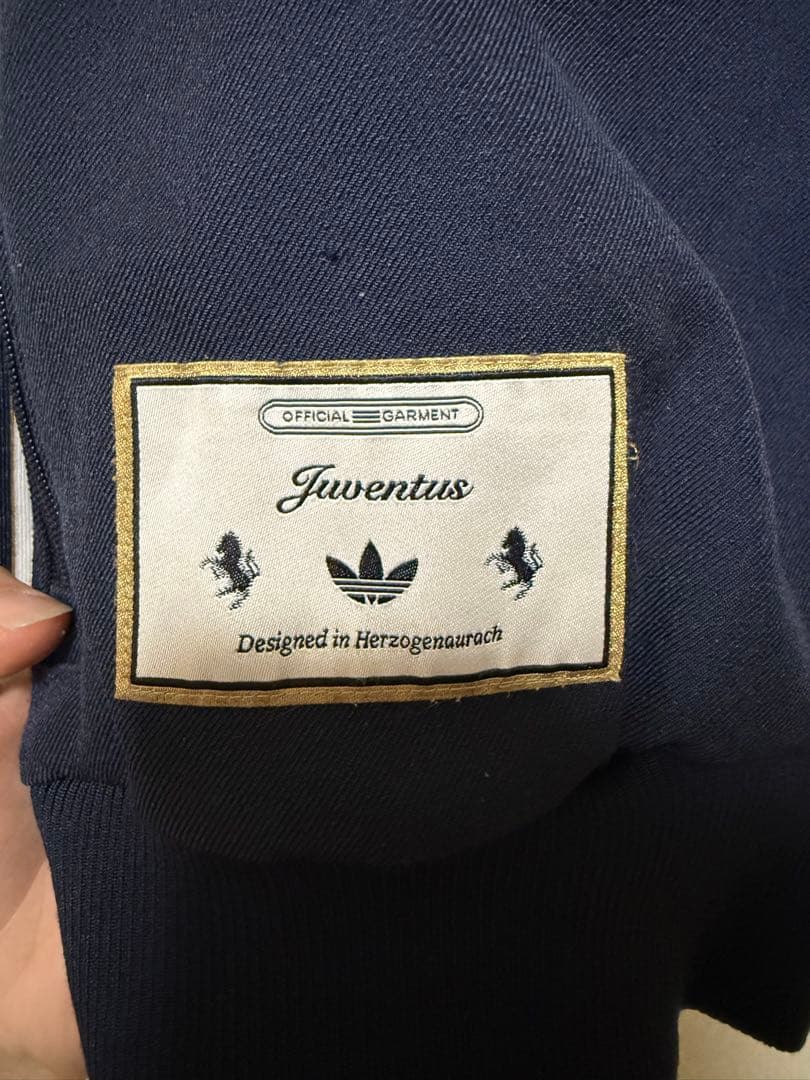 OFFICIAL GARMENT
Juventus
Designed in Herzogenaurach